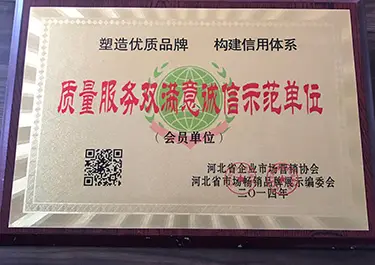 塑造优质品牌 构建信用体系
质量服务双满意诚信示范单位
（会员单位）
河北省企业市场营销协会
河北省市场畅销品牌展示编委会
二〇一四年